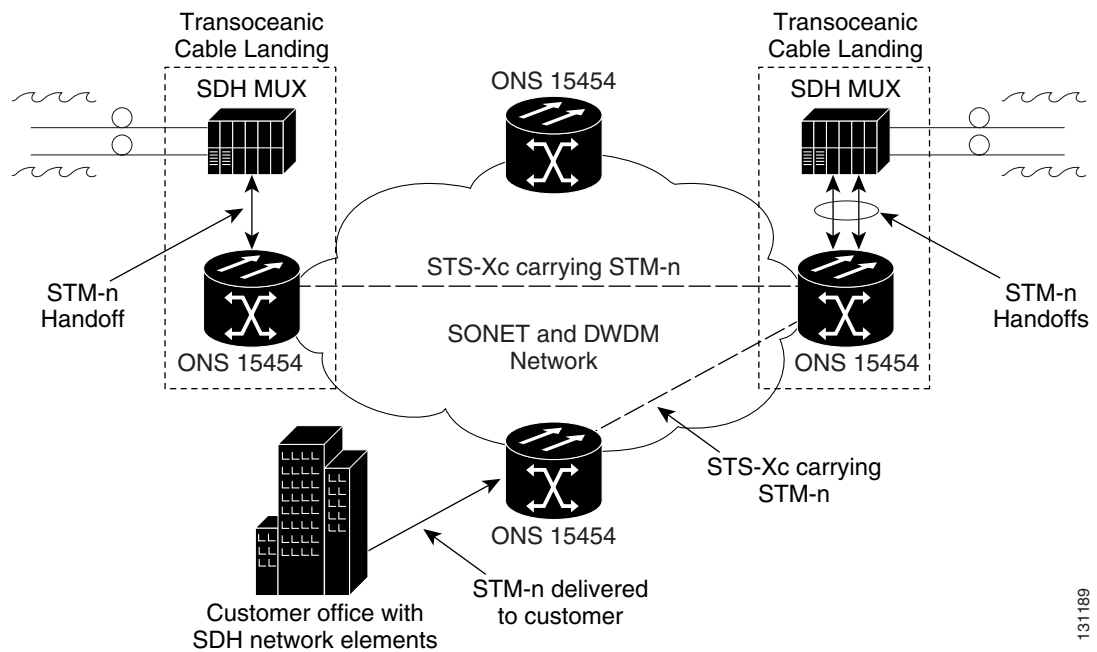 Transoceanic
Cable Landing
Transoceanic
Cable Landing
SDH MUX
ONS 15454
SDH MUX
STS-Xc carrying STM-n
STM-n
Handoff
STM-n
Handoffs
SONET and DWDM
Network
ONS 15454
ONS 15454
STS-Xc carrying
STM-n
ONS 15454
STM-n delivered
to customer
Customer office with
SDH network elements
131189